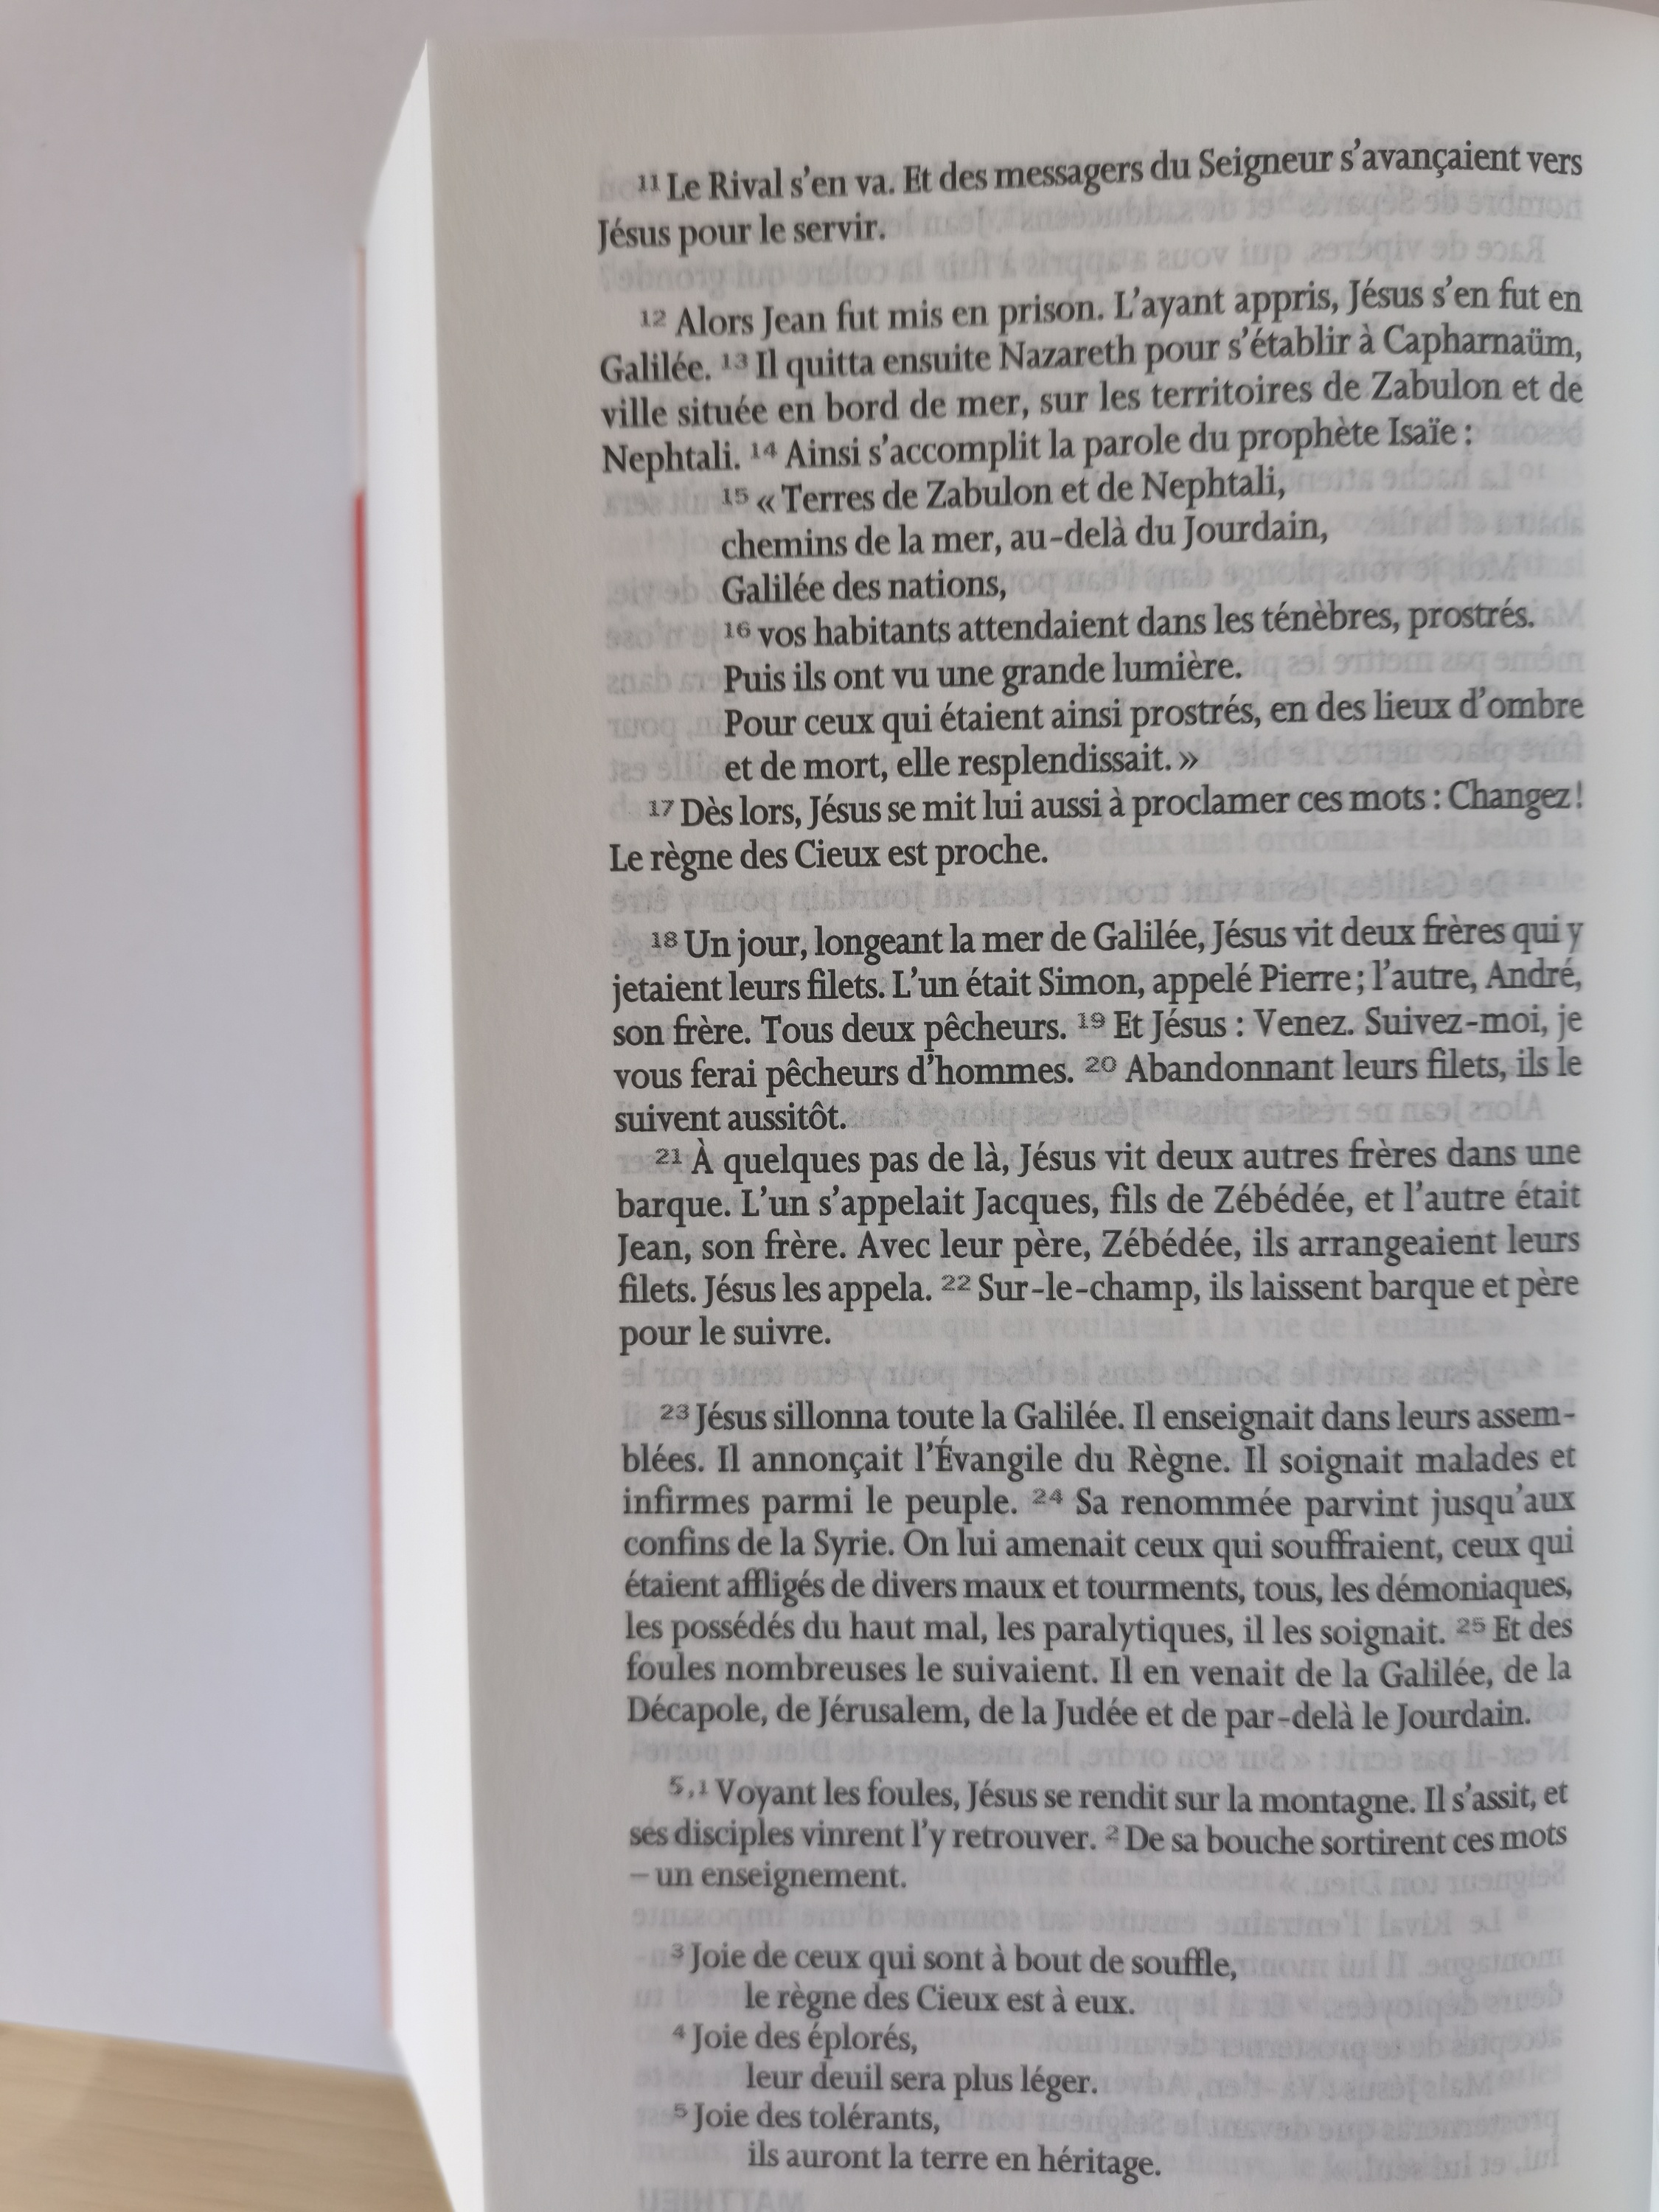 11 Le Rival s'en va. Et des messagers du Seigneur s'avançaient vers
Jésus pour le servir.
12 Alors Jean fut mis en prison. L'ayant appris, Jésus s'en fut en
Galilée. 13 Il quitta ensuite Nazareth pour s'établir à Capharnaüm,
ville située en bord de mer, sur les territoires de Zabulon et de
Nephtali. 14 Ainsi s'accomplit la parole du prophète Isaïe :
15 « Terres de Zabulon et de Nephtali,
chemins de la mer, au-delà du Jourdain,
Galilée des nations,
16 vos habitants attendaient dans les ténèbres, prostrés.
Puis ils ont vu une grande lumière.
Pour ceux qui étaient ainsi prostrés, en des lieux d'ombre
et de mort, elle resplendissait. »
17 Dès lors, Jésus se mit lui aussi à proclamer ces mots : Changez !
Le règne des Cieux est proche.
18 Un jour, longeant la mer de Galilée, Jésus vit deux frères qui y
jetaient leurs filets. L'un était Simon, appelé Pierre ; l'autre, André,
son frère. Tous deux pêcheurs. 19 Et Jésus : Venez. Suivez-moi, je
vous ferai pêcheurs d'hommes. 20 Abandonnant leurs filets, ils le
suivent aussitôt.
21 À quelques pas de là, Jésus vit deux autres frères dans une
barque. L'un s'appelait Jacques, fils de Zébédée, et l'autre était
Jean, son frère. Avec leur père, Zébédée, ils arrangeaient leurs
filets. Jésus les appela. 22 Sur-le-champ, ils laissent barque et père
pour le suivre.
23 Jésus sillonna toute la Galilée. Il enseignait dans leurs assem-
blées. Il annonçait l'Évangile du Règne. Il soignait malades et
infirmes parmi le peuple. 24 Sa renommée parvint jusqu'aux
confins de la Syrie. On lui amenait ceux qui souffraient, ceux qui
étaient affligés de divers maux et tourments, tous, les démoniaques,
les possédés du haut mal, les paralytiques, il les soignait. 25 Et des
foules nombreuses le suivaient. Il en venait de la Galilée, de la
Décapole, de Jérusalem, de la Judée et de par-delà le Jourdain.
5,1 Voyant les foules, Jésus se rendit sur la montagne. Il s'assit, et
ses disciples vinrent l'y retrouver. 2 De sa bouche sortirent ces mots
– un enseignement.
3 Joie de ceux qui sont à bout de souffle,
le règne des Cieux est à eux.
4 Joie des éplorés,
leur deuil sera plus léger.
5 Joie des tolérants,
ils auront la terre en héritage.